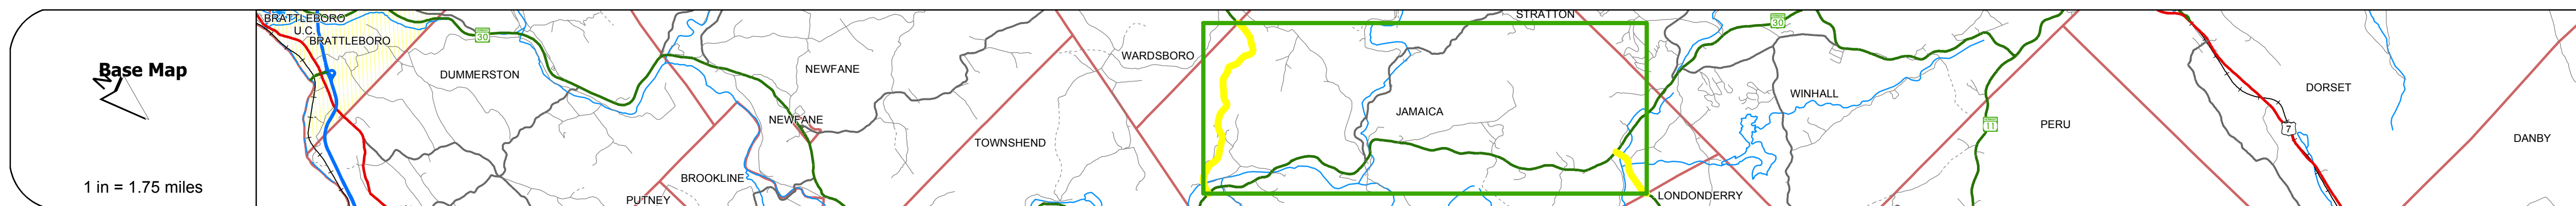 Base Map
1 in = 1.75 miles
BRATTLEBORO
U.C.
BRATTLEBORO
30
DUMMERSTON
NEWFANE
NEWFANE
PUTNEY
BROOKLINE
TOWNSHEND
WARDSBORO
STRATTON
JAMAICA
30
WINHALL
LONDONDERRY
11
PERU
DORSET
7
DANBY